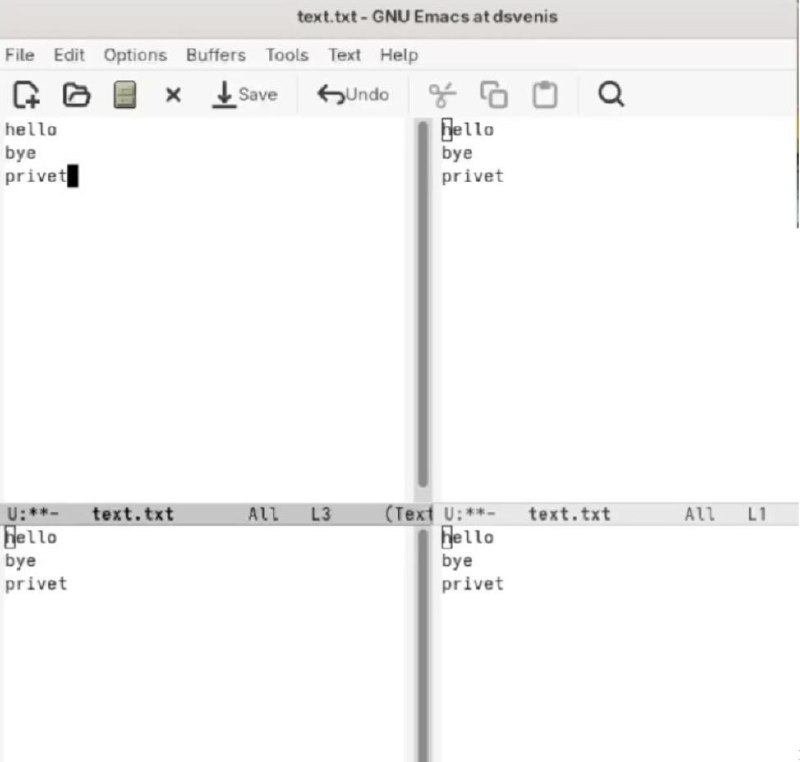 text.txt - GNU Emacs at dsvenis
File Edit Options Buffers Tools Text Help
Save Undo
hello
bye
privet
hello
bye
privet
U:**- text.txt All L3 (Text
U:**- text.txt All L1
hello
bye
privet
hello
bye
privet